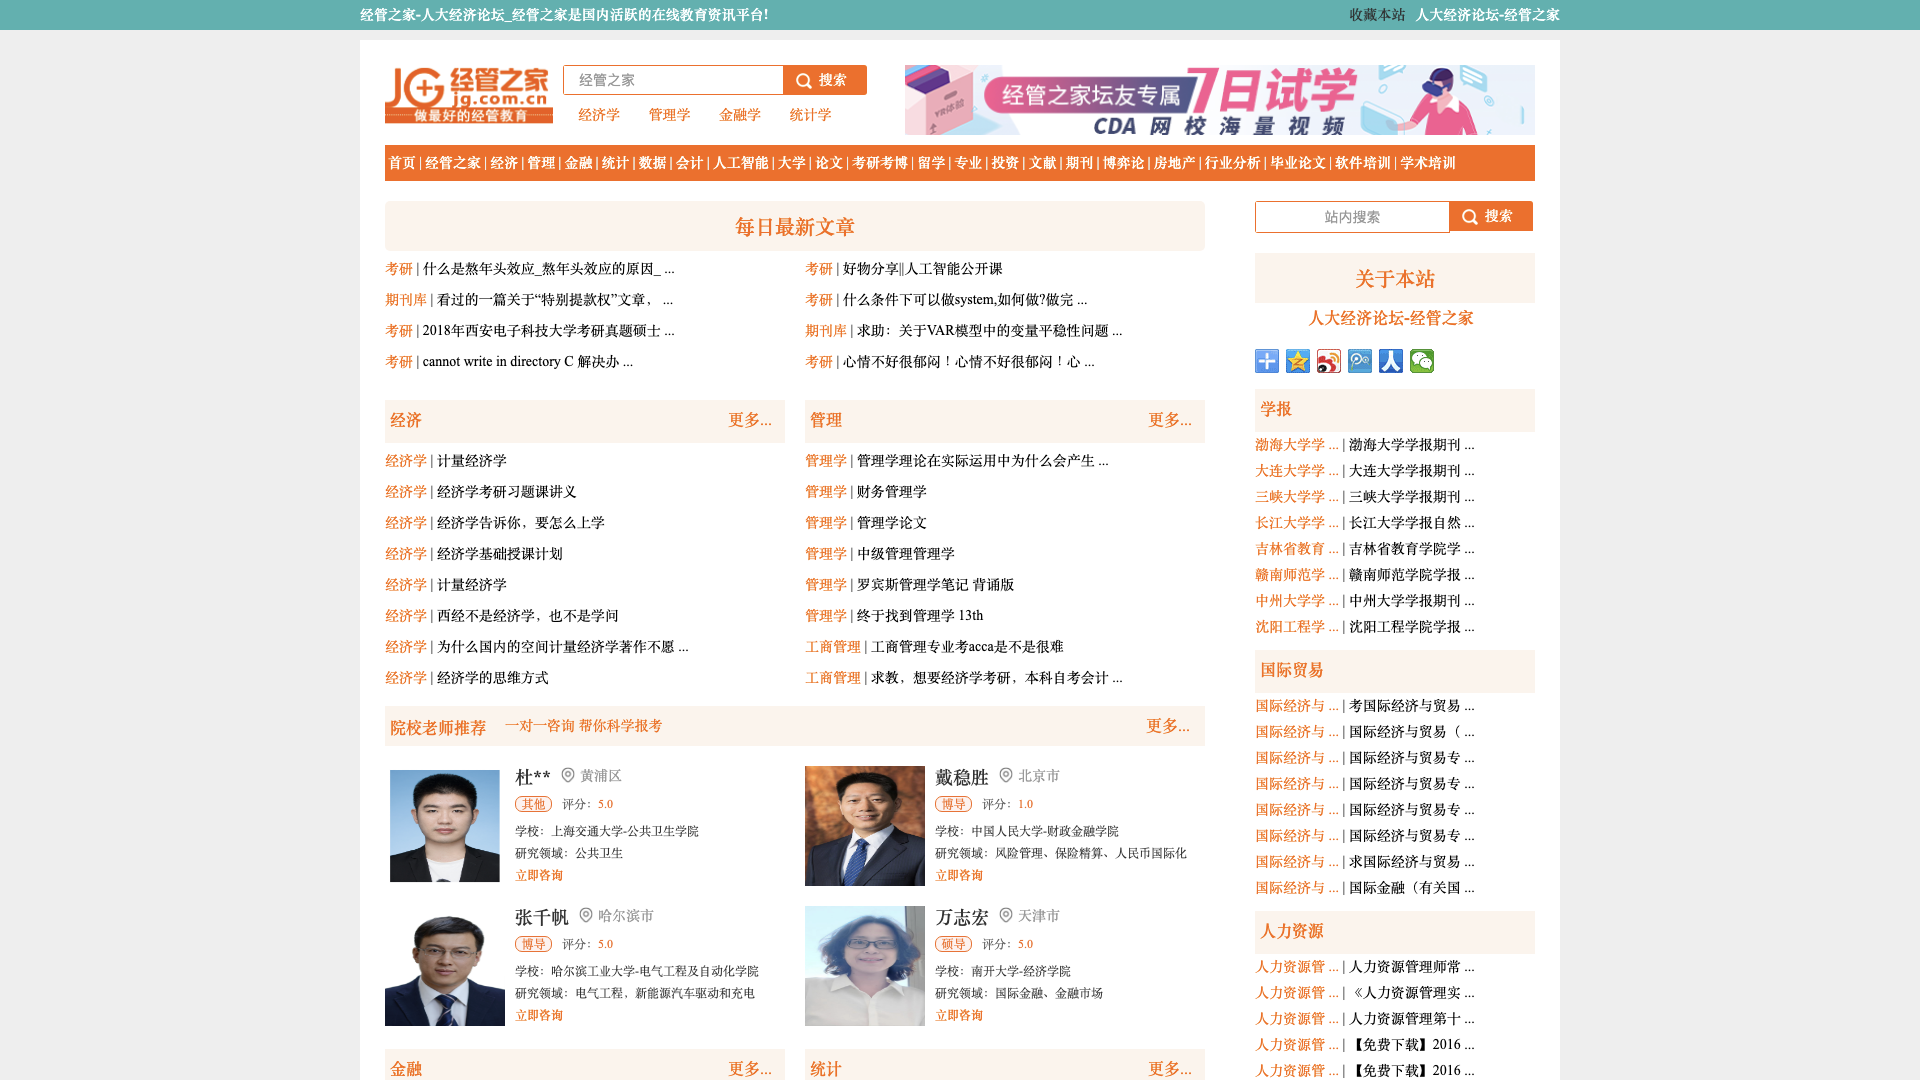 经管之家-人大经济论坛_经管之家是国内活跃的在线教育资讯平台!
收藏本站 人大经济论坛-经管之家
JG 经管之家
jg.com.cn
做最好的经管教育
经管之家 搜索
经济学 管理学 金融学 统计学
VR体验
经管之家坛友专属 7日试学
CDA 网校海量视频
首页 | 经管之家 | 经济 | 管理 | 金融 | 统计 | 数据 | 会计 | 人工智能 | 大学 | 论文 | 考研考博 | 留学 | 专业 | 投资 | 文献 | 期刊 | 博弈论 | 房地产 | 行业分析 | 毕业论文 | 软件培训 | 学术培训
每日最新文章
考研 | 什么是熬年头效应_熬年头效应的原因_ ...
考研 | 好物分享||人工智能公开课
期刊库 | 看过的一篇关于“特别提款权”文章， ...
考研 | 什么条件下可以做system,如何做?做完 ...
考研 | 2018年西安电子科技大学考研真题硕士 ...
期刊库 | 求助：关于VAR模型中的变量平稳性问题 ...
考研 | cannot write in directory C 解决办 ...
考研 | 心情不好很郁闷！心情不好很郁闷！心 ...
经济 更多...
经济学 | 计量经济学
经济学 | 经济学考研习题课讲义
经济学 | 经济学告诉你，要怎么上学
经济学 | 经济学基础授课计划
经济学 | 计量经济学
经济学 | 西经不是经济学，也不是学问
经济学 | 为什么国内的空间计量经济学著作不愿 ...
经济学 | 经济学的思维方式
管理 更多...
管理学 | 管理学理论在实际运用中为什么会产生 ...
管理学 | 财务管理学
管理学 | 管理学论文
管理学 | 中级管理管理学
管理学 | 罗宾斯管理学笔记 背诵版
管理学 | 终于找到管理学 13th
工商管理 | 工商管理专业考acca是不是很难
工商管理 | 求教，想要经济学考研，本科自考会计 ...
院校老师推荐 一对一咨询 帮你科学报考 更多...
杜** 黄浦区
其他 评分：5.0
学校：上海交通大学-公共卫生学院
研究领域：公共卫生
立即咨询
戴稳胜 北京市
博导 评分：1.0
学校：中国人民大学-财政金融学院
研究领域：风险管理、保险精算、人民币国际化
立即咨询
张千帆 哈尔滨市
博导 评分：5.0
学校：哈尔滨工业大学-电气工程及自动化学院
研究领域：电气工程，新能源汽车驱动和充电
立即咨询
万志宏 天津市
硕导 评分：5.0
学校：南开大学-经济学院
研究领域：国际金融、金融市场
立即咨询
金融 更多...
统计 更多...
站内搜索 搜索
关于本站
人大经济论坛-经管之家
学报
渤海大学学 ... | 渤海大学学报期刊 ...
大连大学学 ... | 大连大学学报期刊 ...
三峡大学学 ... | 三峡大学学报期刊 ...
长江大学学 ... | 长江大学学报自然 ...
吉林省教育 ... | 吉林省教育学院学 ...
赣南师范学 ... | 赣南师范学院学报 ...
中州大学学 ... | 中州大学学报期刊 ...
沈阳工程学 ... | 沈阳工程学院学报 ...
国际贸易
国际经济与 ... | 考国际经济与贸易 ...
国际经济与 ... | 国际经济与贸易（ ...
国际经济与 ... | 国际经济与贸易专 ...
国际经济与 ... | 国际经济与贸易专 ...
国际经济与 ... | 国际经济与贸易专 ...
国际经济与 ... | 国际经济与贸易专 ...
国际经济与 ... | 求国际经济与贸易 ...
国际经济与 ... | 国际金融（有关国 ...
人力资源
人力资源管 ... | 人力资源管理师常 ...
人力资源管 ... | 《人力资源管理实 ...
人力资源管 ... | 人力资源管理第十 ...
人力资源管 ... | 【免费下载】2016 ...
人力资源管 ... | 【免费下载】2016 ...